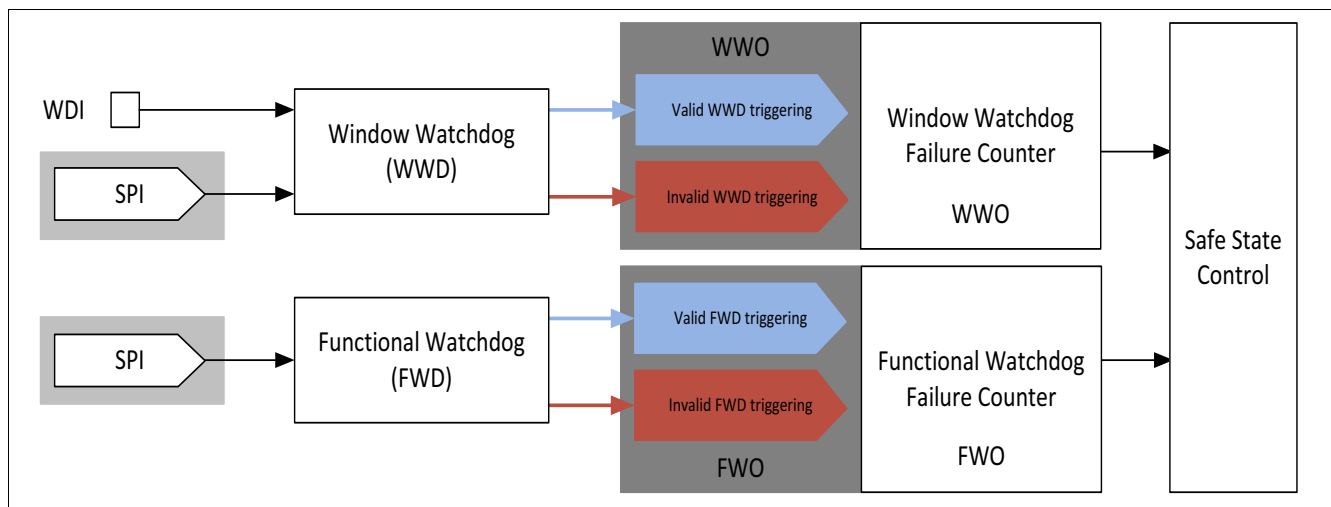 WDI
SPI
Window Watchdog
(WWD)
WWO
Valid WWD triggering
Invalid WWD triggering
Window Watchdog
Failure Counter
WWO
SPI
Functional Watchdog
(FWD)
Valid FWD triggering
Invalid FWD triggering
FWO
Functional Watchdog
Failure Counter
FWO
Safe State
Control